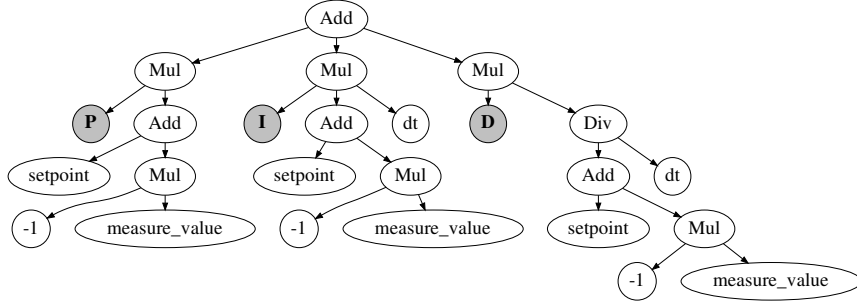 Add
Mul Mul Mul
P Add I Add dt D Div
setpoint Mul setpoint Mul Add dt
-1 measure_value -1 measure_value setpoint Mul
-1 measure_value